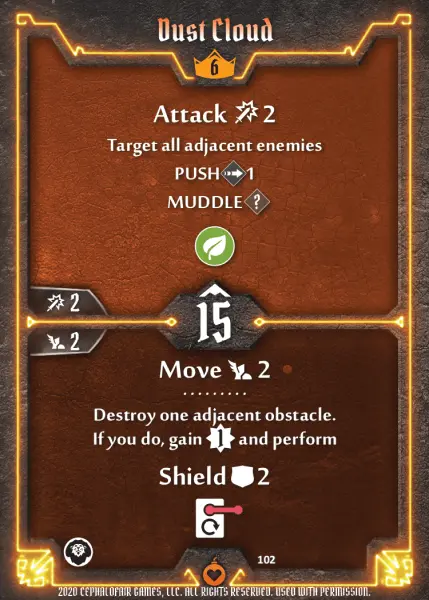 Dust Cloud
6
Attack 2
Target all adjacent enemies
PUSH 1
MUDDLE ?
2
15
2
Move 2
Destroy one adjacent obstacle.
If you do, gain 1 and perform
Shield 2
102
2020 CEPHALOFAIR GAMES, LLC. ALL RIGHTS RESERVED. USED WITH PERMISSION.